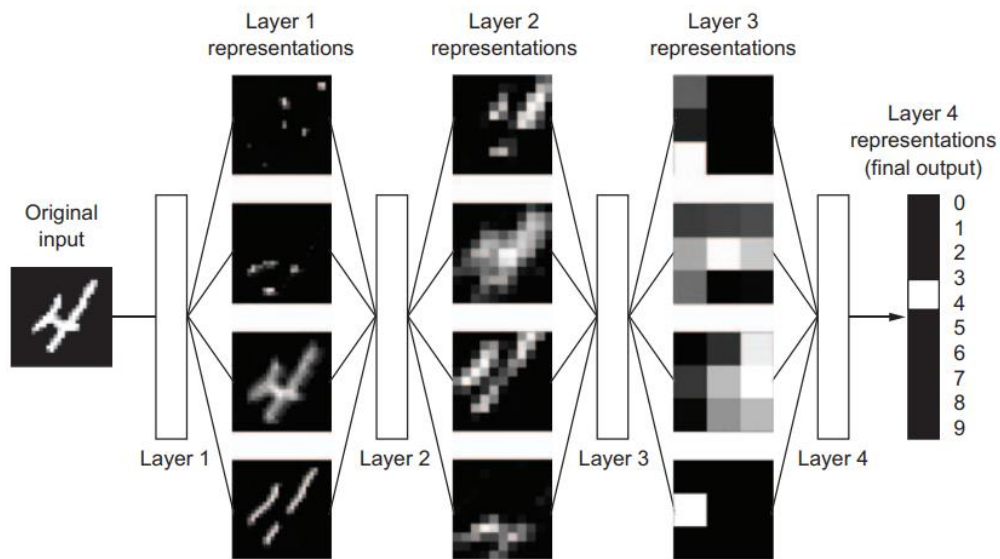 Layer 1
representations
Layer 2
representations
Layer 3
representations
Layer 4
representations
(final output)
Original
input
0
1
2
3
4
5
6
7
8
9
Layer 1
Layer 2
Layer 3
Layer 4